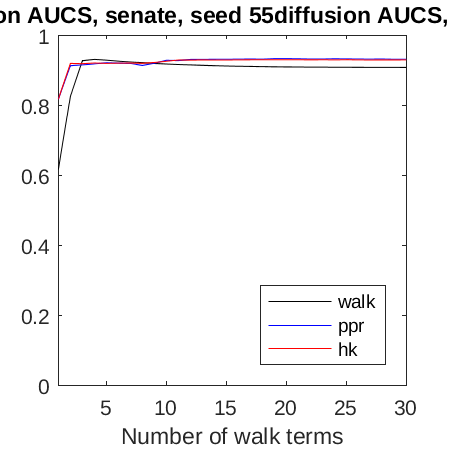 on AUCS, senate, seed 55diffusion AUCS,
1
0.8
0.6
0.4
0.2
0
walk
ppr
hk
5 10 15 20 25 30
Number of walk terms